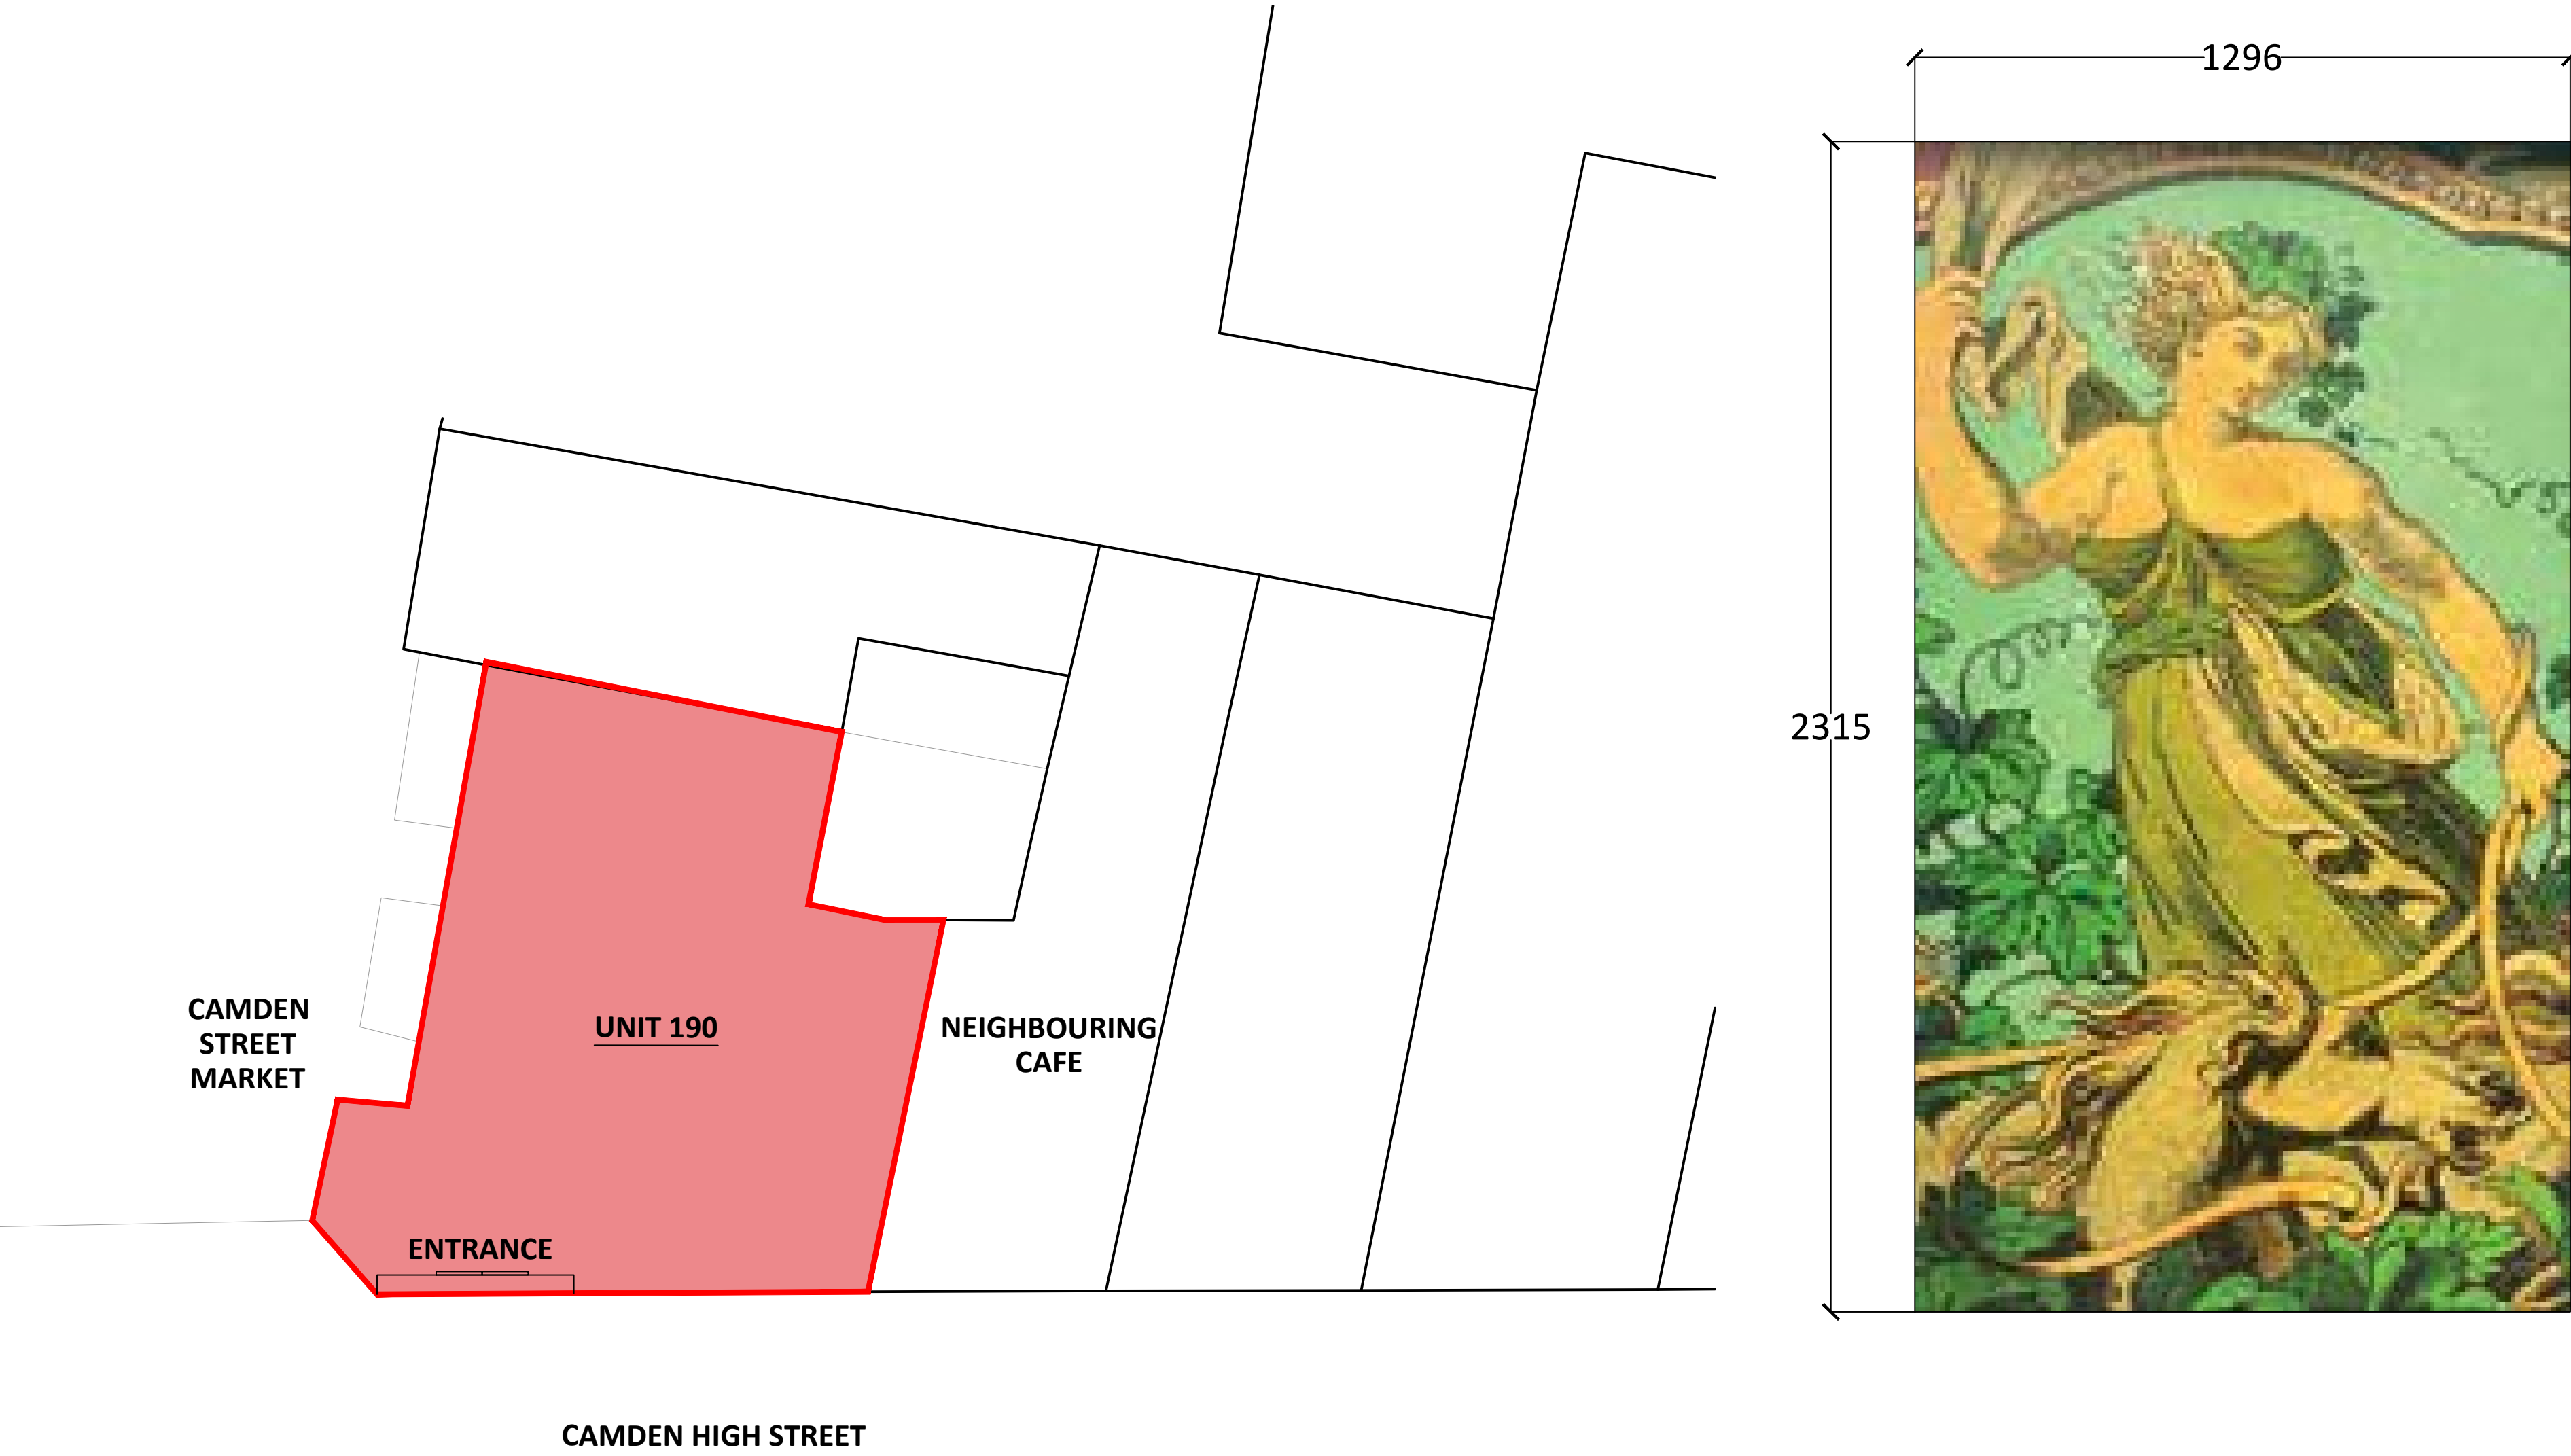 1296
2315
CAMDEN
STREET
MARKET
UNIT 190
NEIGHBOURING
CAFE
ENTRANCE
CAMDEN HIGH STREET